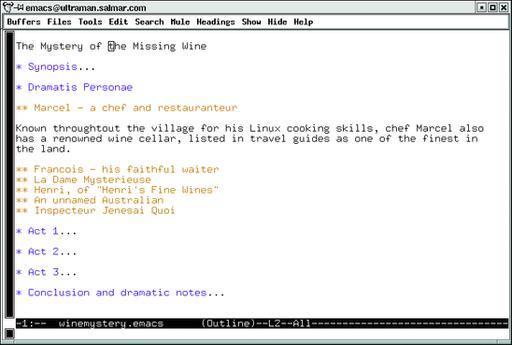 emacs@ultraman.salmar.com
Buffers Files Tools Edit Search Mule Headings Show Hide Help
The Mystery of the Missing Wine
* Synopsis...
* Dramatis Personae
** Marcel - a chef and restauranteur
Known throughtout the village for his Linux cooking skills, chef Marcel also
has a renowned wine cellar, listed in travel guides as one of the finest in
the land.
** Francois - his faithful waiter
** La Dame Mysterieuse
** Henri, of "Henri's Fine Wines"
** An unnamed Australian
** Inspecteur Jenesai Quoi
* Act 1...
* Act 2...
* Act 3...
* Conclusion and dramatic notes...
-1:-- winemystery.emacs (Outline)--L2--All--------------------------------